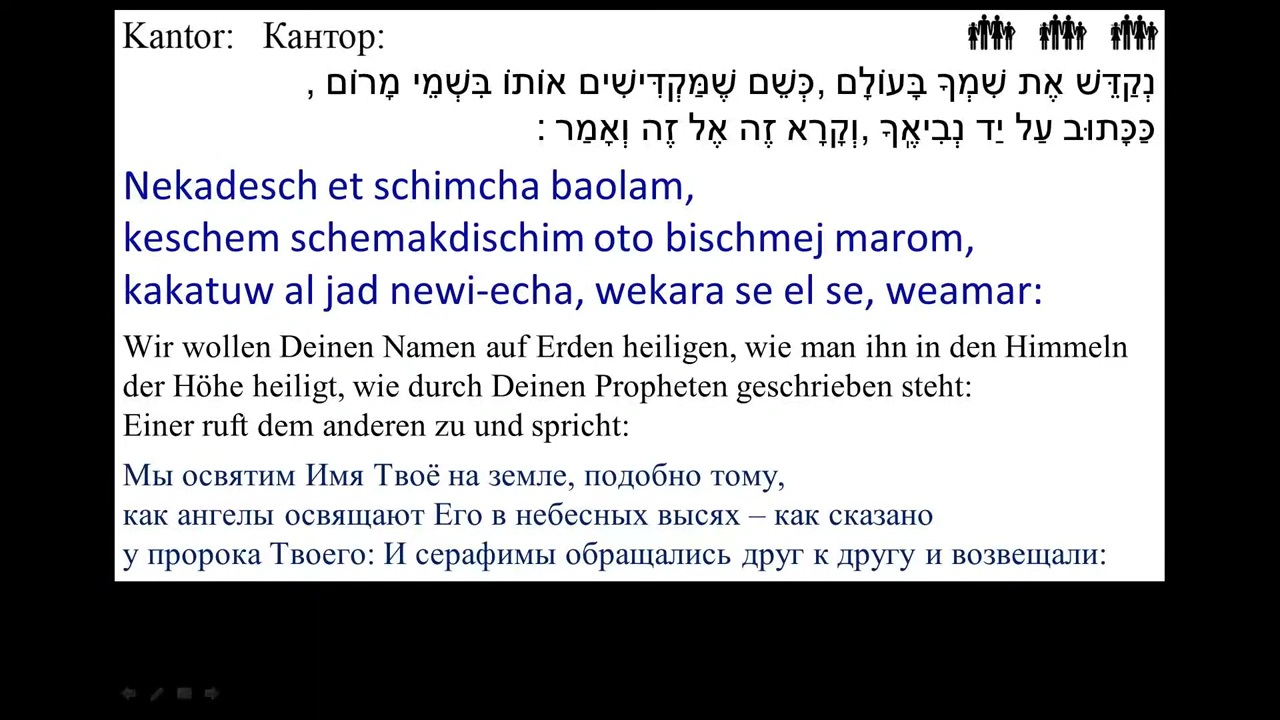 Kantor: Кантор:
נְקַדֵּשׁ אֶת שִׁמְךָ בָּעוֹלָם ,כְּשֵׁם שֶׁמַּקְדִּישִׁים אוֹתוֹ בִּשְׁמֵי מָרוֹם ,
כַּכָּתוּב עַל יַד נְבִיאֶֽךָ ,וְקָרָא זֶה אֶל זֶה וְאָמַר :
Nekadesch et schimcha baolam,
keschem schemakdischim oto bischmej marom,
kakatuw al jad newi-echa, wekara se el se, weamar:
Wir wollen Deinen Namen auf Erden heiligen, wie man ihn in den Himmeln
der Höhe heiligt, wie durch Deinen Propheten geschrieben steht:
Einer ruft dem anderen zu und spricht:
Мы освятим Имя Твоё на земле, подобно тому,
как ангелы освящают Его в небесных высях – как сказано
у пророка Твоего: И серафимы обращались друг к другу и возвещали: